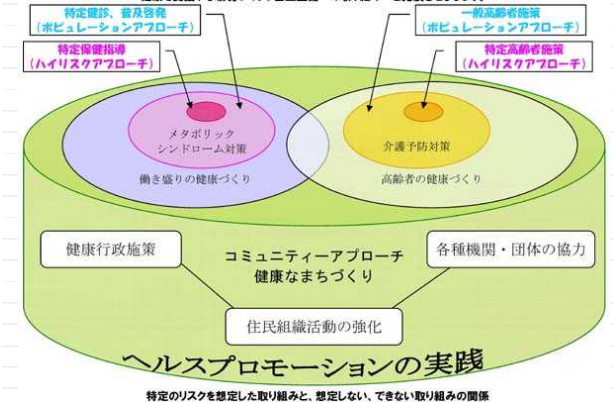 特定健診、普及啓発
(ポピュレーションアプローチ)
一般高齢者施策
(ポピュレーションアプローチ)
特定保健指導
(ハイリスクアプローチ)
特定高齢者施策
(ハイリスクアプローチ)
メタボリック
シンドローム対策
介護予防対策
働き盛りの健康づくり
高齢者の健康づくり
健康行政施策
コミュニティーアプローチ
健康なまちづくり
各種機関・団体の協力
住民組織活動の強化
ヘルスプロモーションの実践
特定のリスクを想定した取り組みと、想定しない、できない取り組みの関係